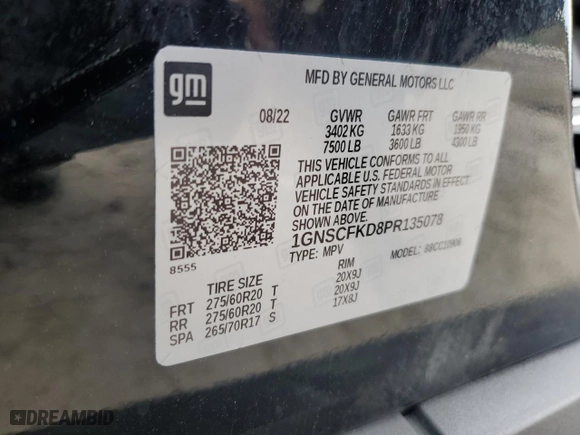 gm
MFD BY GENERAL MOTORS LLC
08/22 GVWR GAWR FRT GAWR RR
3402 KG 1633 KG 1950 KG
7500 LB 3600 LB 4300 LB
THIS VEHICLE CONFORMS TO ALL
APPLICABLE U.S. FEDERAL MOTOR
VEHICLE SAFETY STANDARDS IN EFFECT
ON THE DATE OF MANUFACTURE
SHOWN ABOVE.
1GNSCFKD8PR135078
8555 TYPE: MPV MODEL:
TIRE SIZE RIM
FRT 275/60R20 T 20X9J
RR 275/60R20 T 20X9J
SPA 265/70R17 S 17X8J
DREAMBID